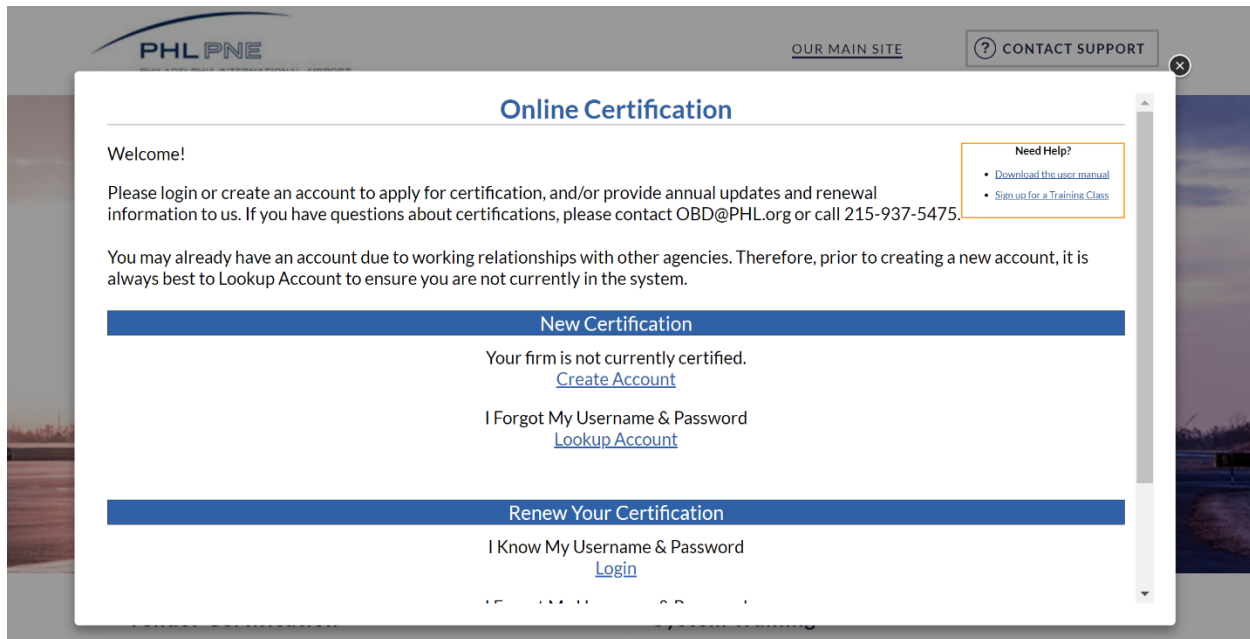 PHL PNE
OUR MAIN SITE
? CONTACT SUPPORT
Online Certification
Welcome!
Need Help?
• Download the user manual
• Sign up for a Training Class
Please login or create an account to apply for certification, and/or provide annual updates and renewal
information to us. If you have questions about certifications, please contact OBD@PHL.org or call 215-937-5475.
You may already have an account due to working relationships with other agencies. Therefore, prior to creating a new account, it is
always best to Lookup Account to ensure you are not currently in the system.
New Certification
Your firm is not currently certified.
Create Account
I Forgot My Username & Password
Lookup Account
Renew Your Certification
I Know My Username & Password
Login